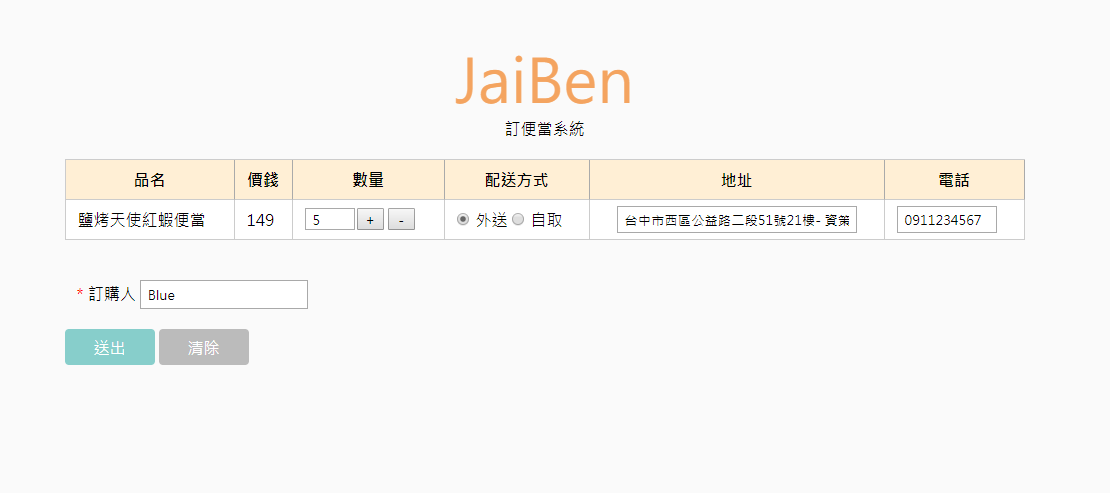 JaiBen
訂便當系統
品名 價錢 數量 配送方式 地址 電話
鹽烤天使紅蝦便當 149 5 + - 外送 自取 台中市西區公益路二段51號21樓- 資策 0911234567
* 訂購人 Blue
送出 清除